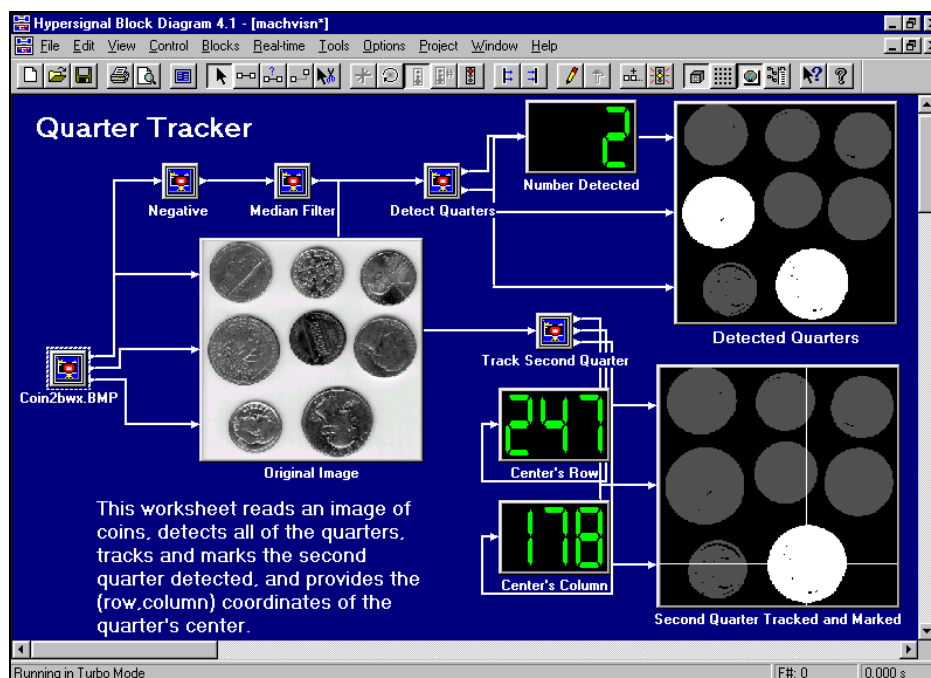 Hypersignal Block Diagram 4.1 - [machvisn*]
File Edit View Control Blocks Real-time Tools Options Project Window Help
Quarter Tracker
2
Number Detected
Negative
Median Filter
Detect Quarters
Detected Quarters
Coin2bwx.BMP
Original Image
Track Second Quarter
247
Center's Row
178
Center's Column
Second Quarter Tracked and Marked
This worksheet reads an image of
coins, detects all of the quarters,
tracks and marks the second
quarter detected, and provides the
(row,column) coordinates of the
quarter's center.
Running in Turbo Mode
F#: 0
0.000 s